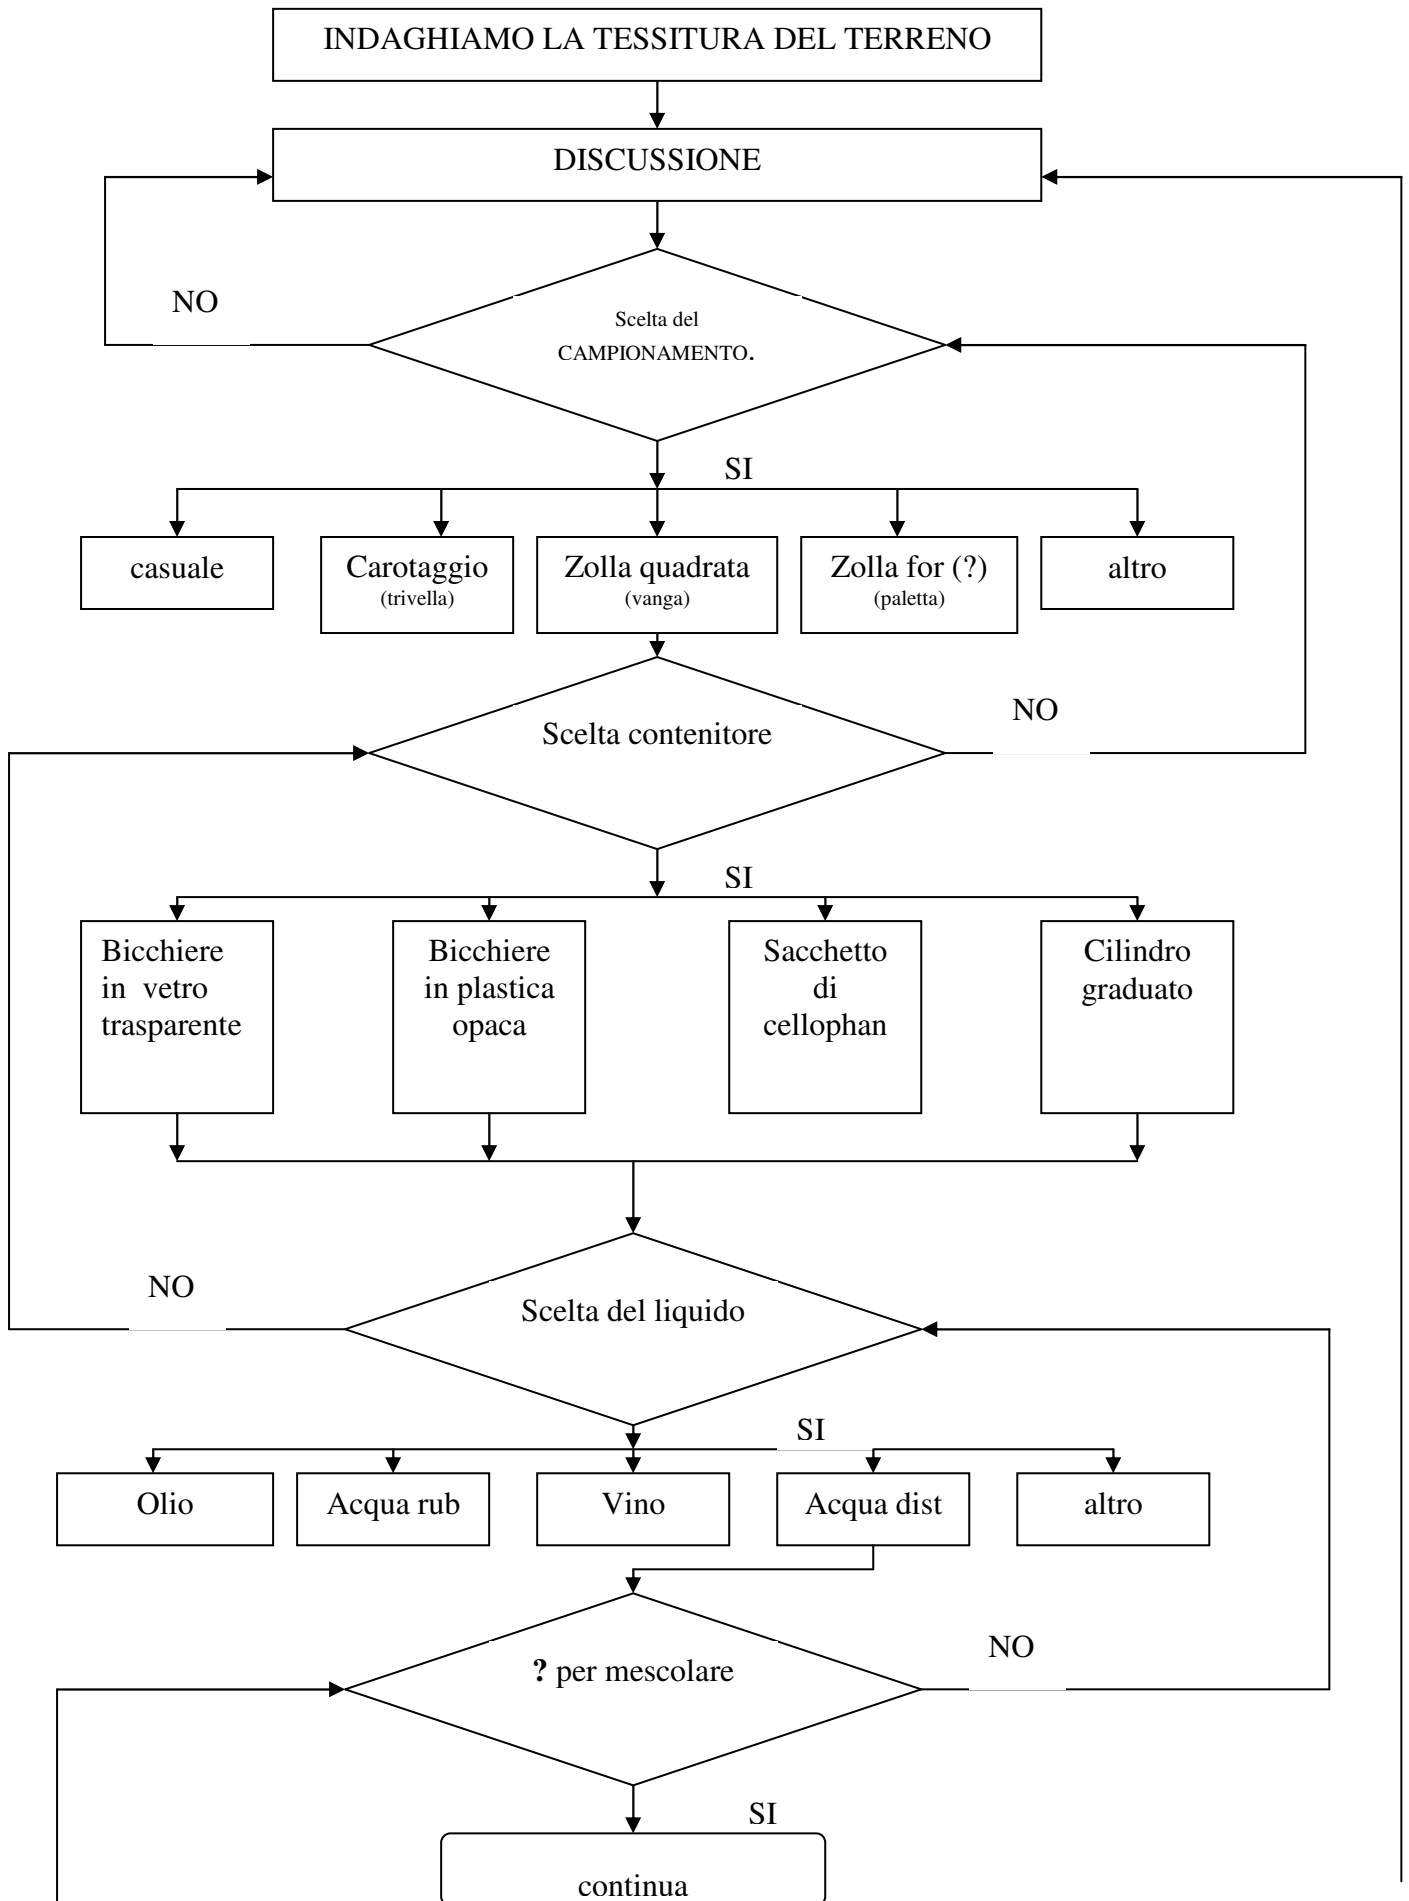 INDAGHIAMO LA TESSITURA DEL TERRENO
DISCUSSIONE
NO
Scelta del
CAMPIONAMENTO.
SI
casuale
Carotaggio
(trivella)
Zolla quadrata
(vanga)
Zolla for (?)
(paletta)
altro
NO
Scelta contenitore
SI
Bicchiere
in vetro
trasparente
Bicchiere
in plastica
opaca
Sacchetto
di
cellophan
Cilindro
graduato
NO
Scelta del liquido
SI
Olio
Acqua rub
Vino
Acqua dist
altro
NO
? per mescolare
SI
continua